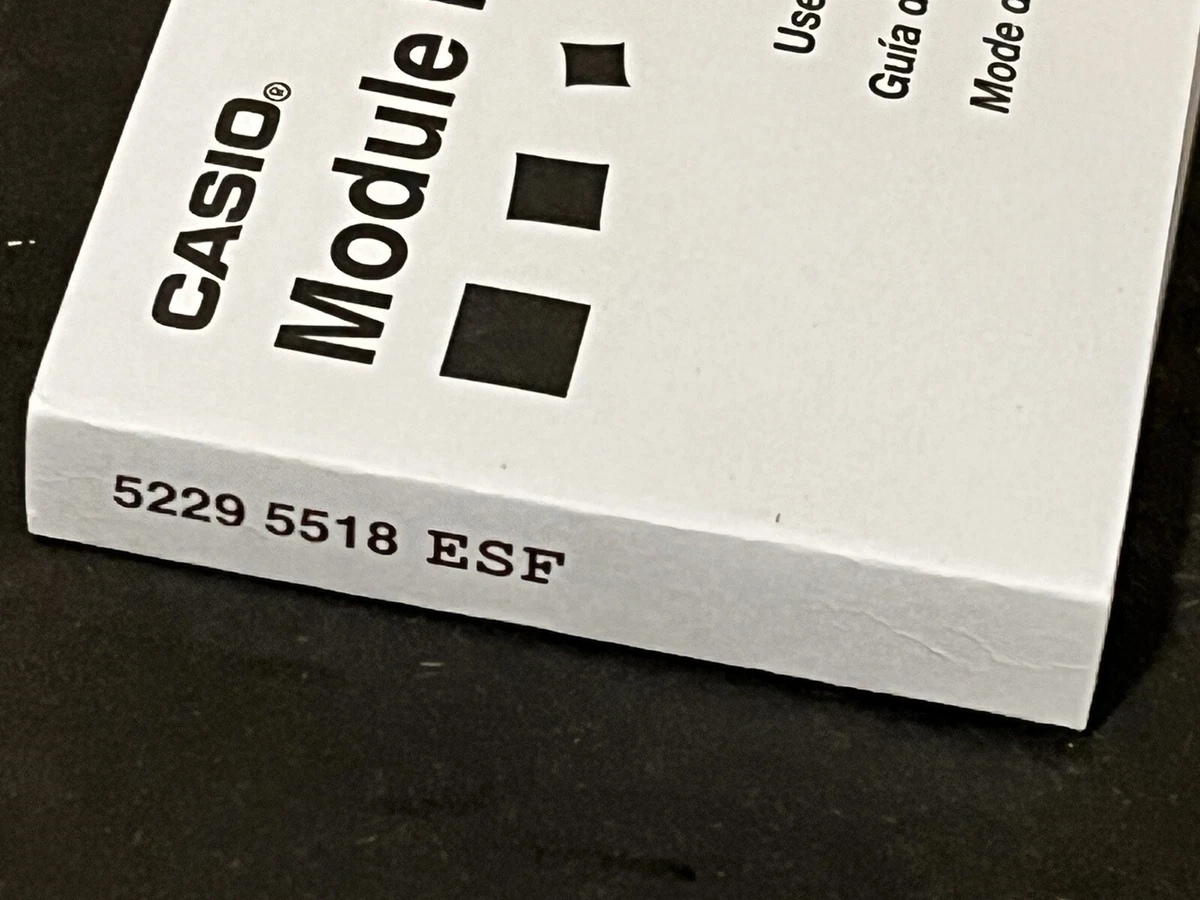 CASIO®
Module
Guía
Mode
5229 5518 ESF